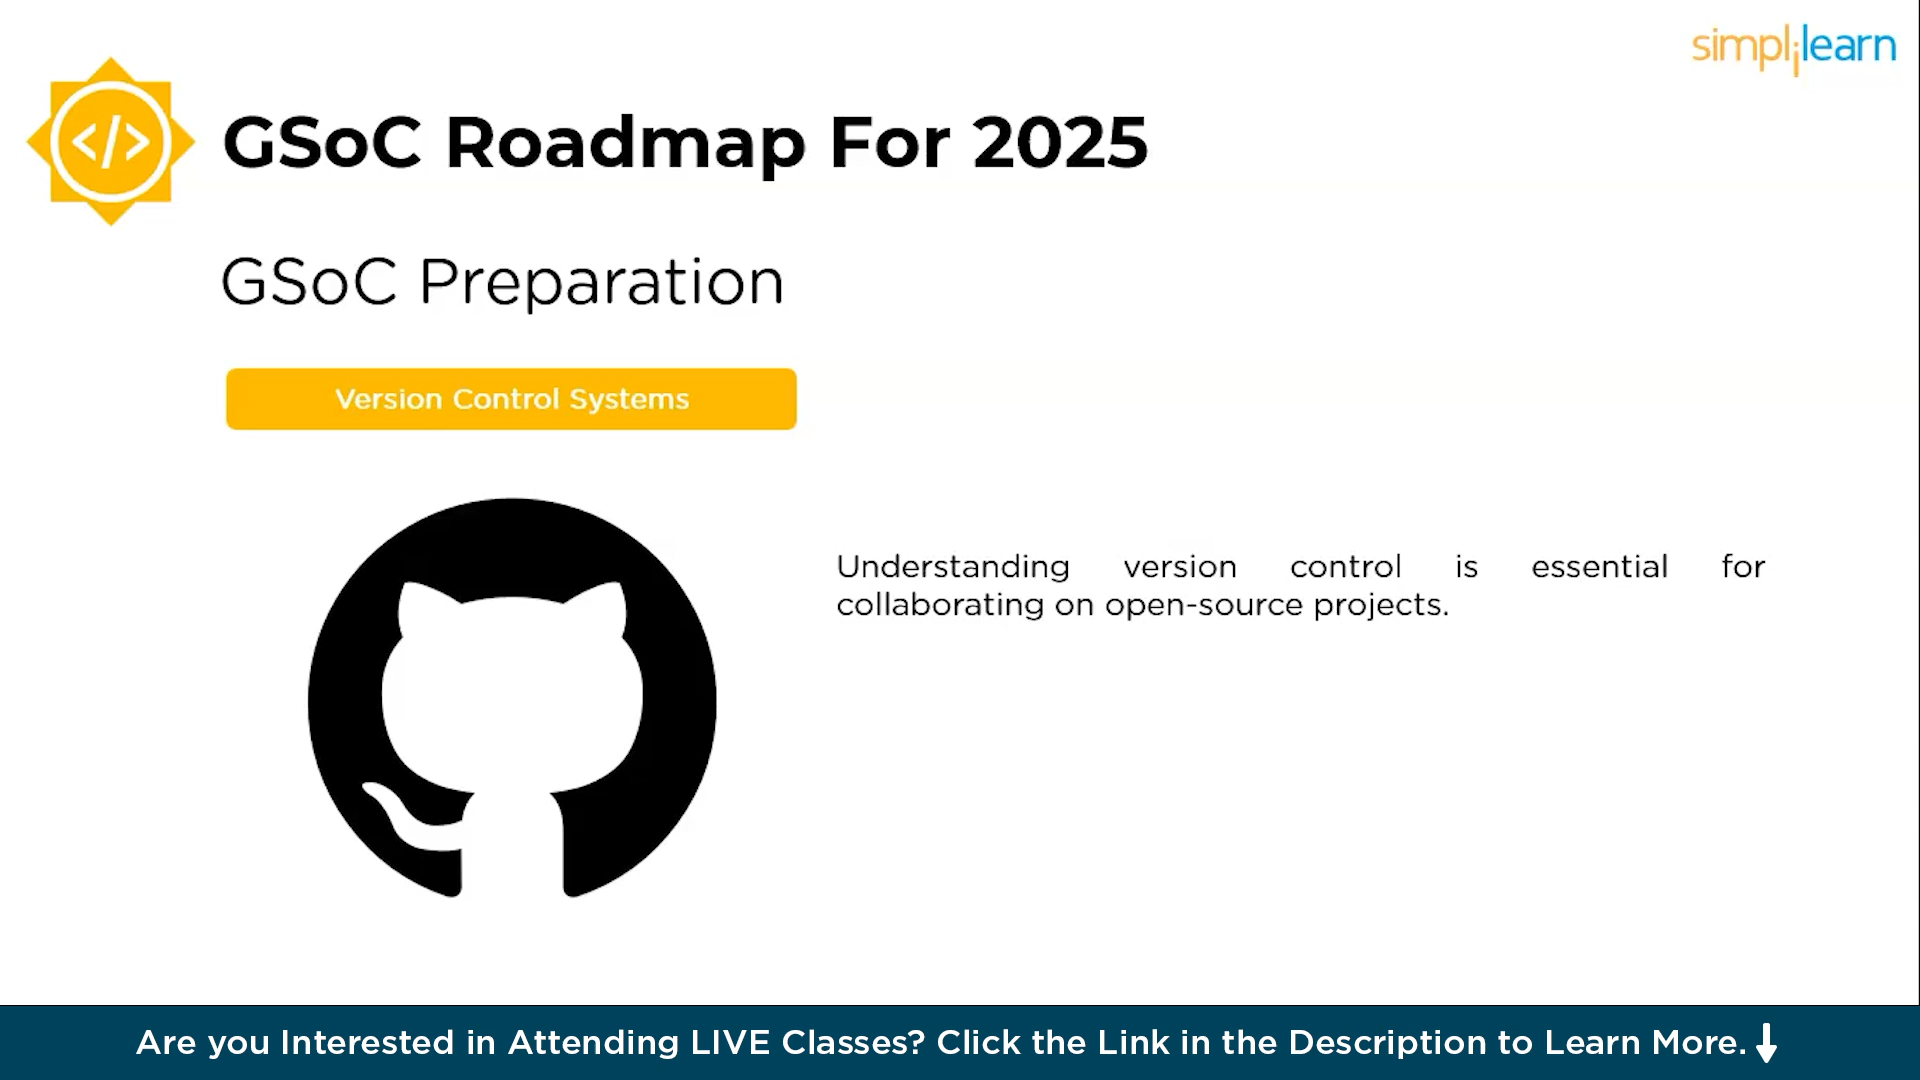 simplilearn
</>
GSoC Roadmap For 2025
GSoC Preparation
Version Control Systems
Understanding version control is essential for
collaborating on open-source projects.
Are you Interested in Attending LIVE Classes? Click the Link in the Description to Learn More.